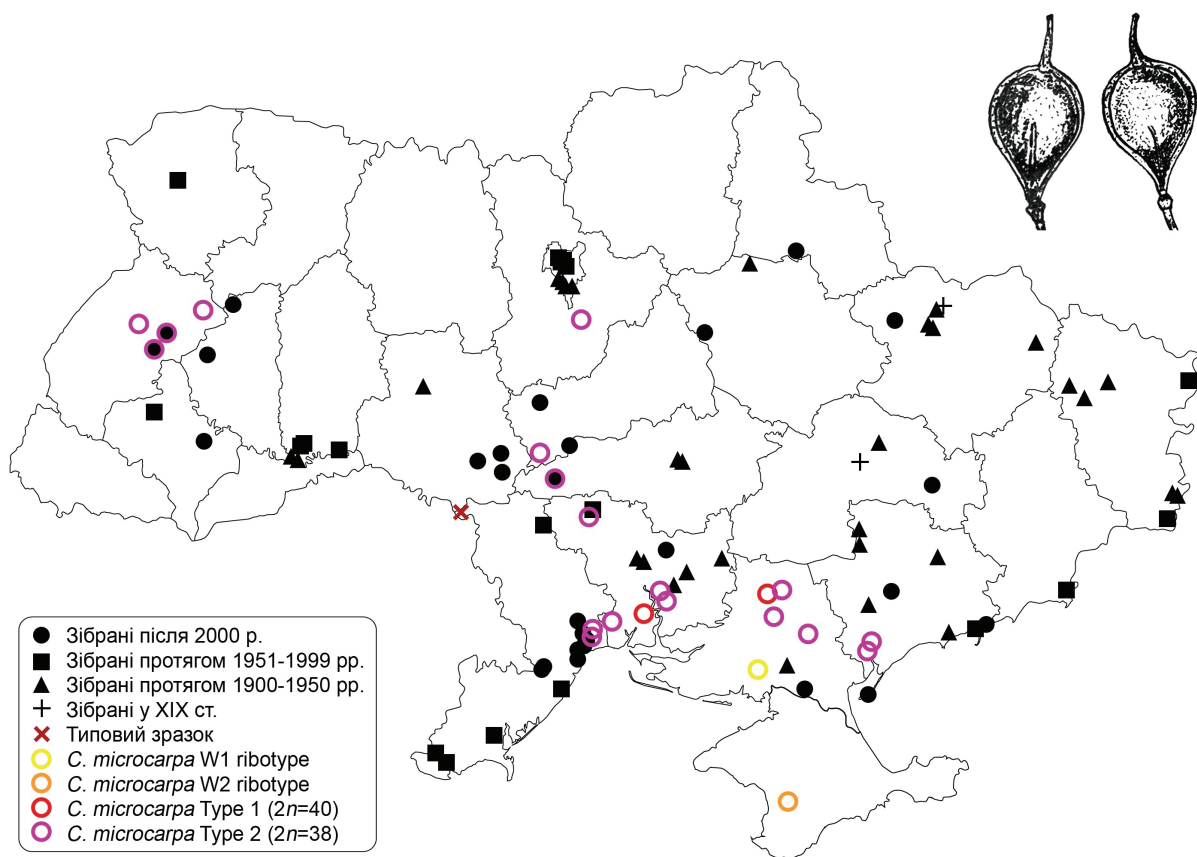 Зібрані після 2000 р.
Зібрані протягом 1951-1999 рр.
Зібрані протягом 1900-1950 рр.
Зібрані у XIX ст.
Типовий зразок
C. microcarpa W1 ribotype
C. microcarpa W2 ribotype
C. microcarpa Type 1 (2n=40)
C. microcarpa Type 2 (2n=38)